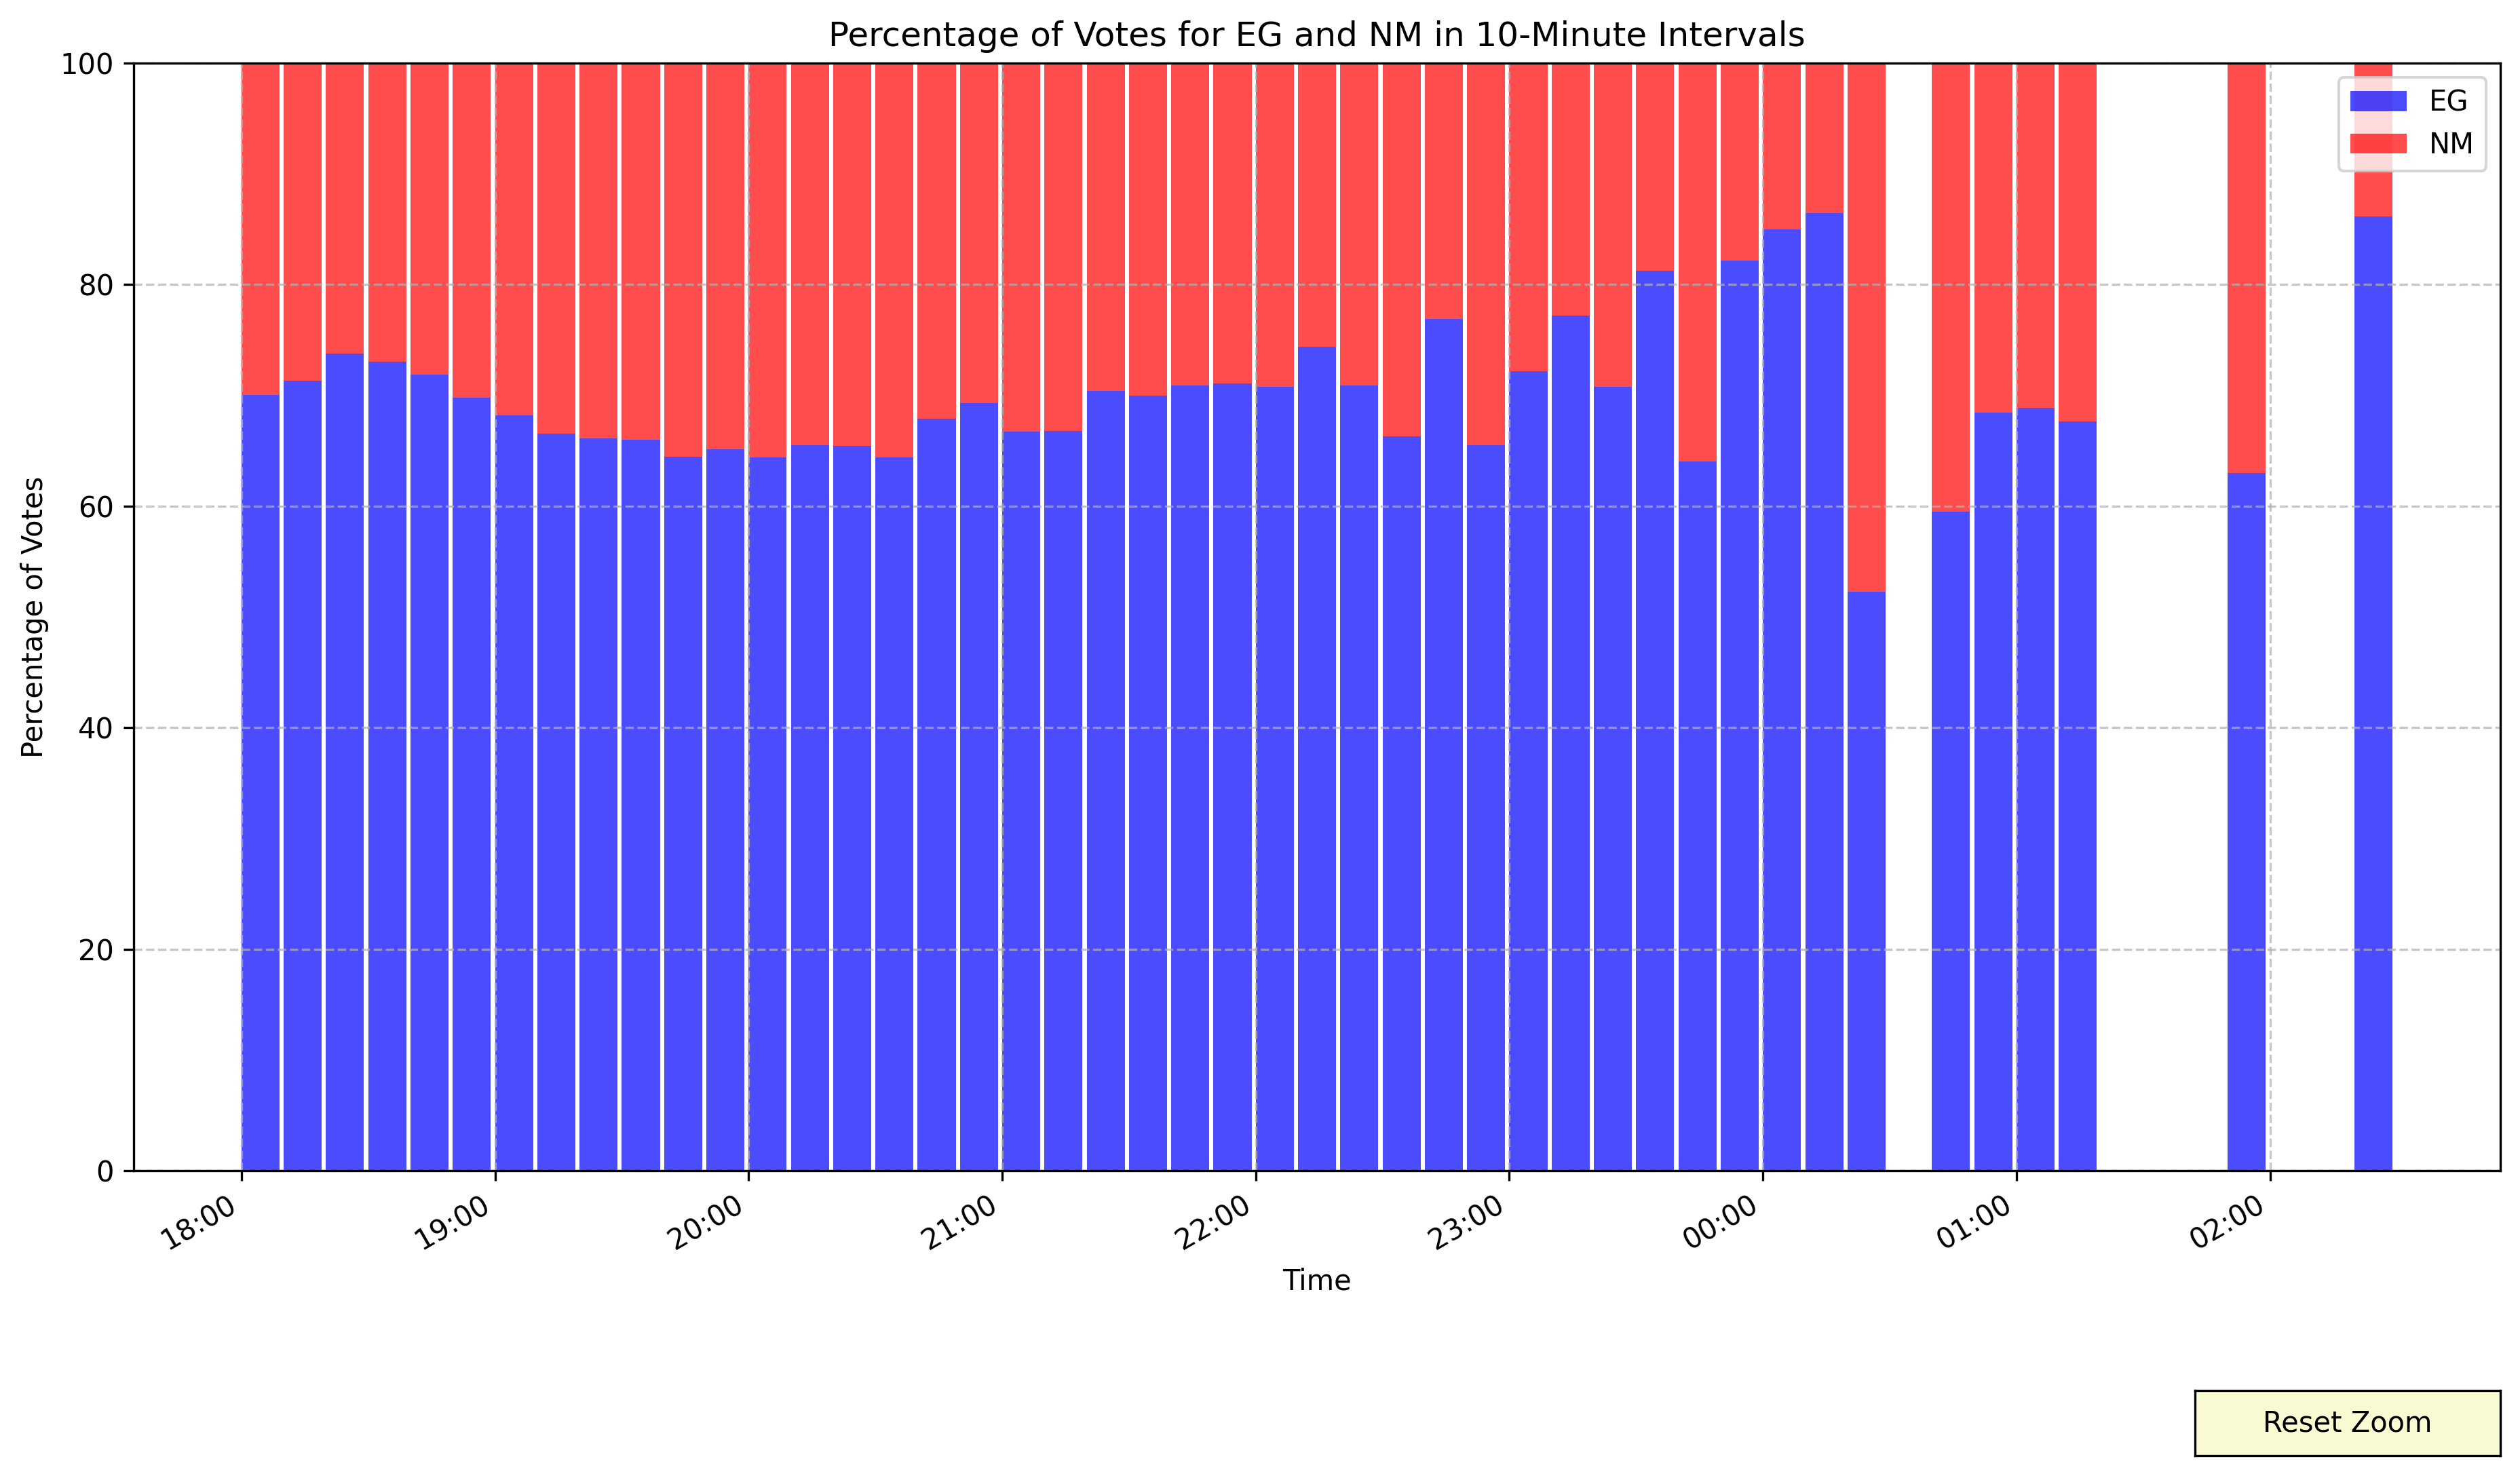 Percentage of Votes for EG and NM in 10-Minute Intervals
100
80
60
40
20
0
Percentage of Votes
EG
NM
18:00
19:00
20:00
21:00
22:00
23:00
00:00
01:00
02:00
Time
Reset Zoom